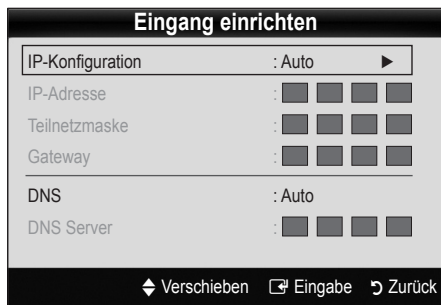 Eingang einrichten
IP-Konfiguration : Auto ►
IP-Adresse :
Teilnetzmaske :
Gateway :
DNS : Auto
DNS Server :
Verschieben Eingabe Zurück